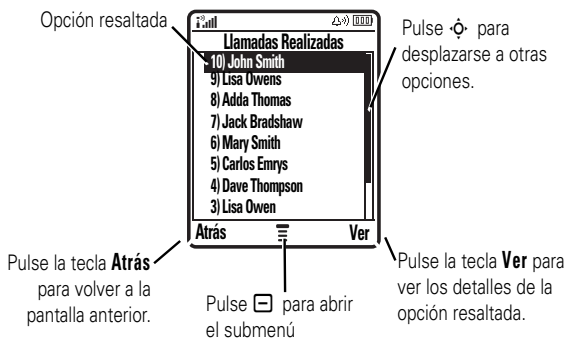 Opción resaltada
Llamadas Realizadas
10) John Smith
9) Lisa Owens
8) Adda Thomas
7) Jack Bradshaw
6) Mary Smith
5) Carlos Emrys
4) Dave Thompson
3) Lisa Owen
Atrás
Ver
Pulse para
desplazarse a otras
opciones.
Pulse la tecla Atrás
para volver a la
pantalla anterior.
Pulse para abrir
el submenú
Pulse la tecla Ver para
ver los detalles de la
opción resaltada.